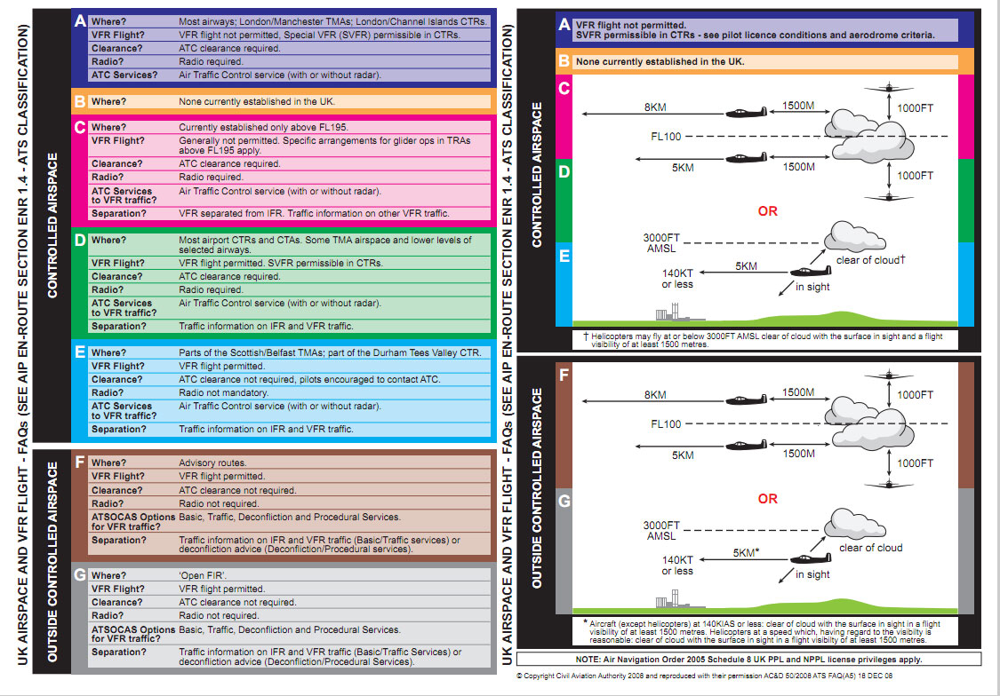 UK AIRSPACE AND VFR FLIGHT - FAQs (SEE AIP EN-ROUTE SECTION ENR 1.4 - ATS CLASSIFICATION)
CONTROLLED AIRSPACE
A
Where? Most airways; London/Manchester TMAs; London/Channel Islands CTRs.
VFR Flight? VFR flight not permitted, Special VFR (SVFR) permissible in CTRs.
Clearance? ATC clearance required.
Radio? Radio required.
ATC Services? Air Traffic Control service (with or without radar).
B
Where? None currently established in the UK.
C
Where? Currently established only above FL195.
VFR Flight? Generally not permitted. Specific arrangements for glider ops in TRAs
above FL195 apply.
Clearance? ATC clearance required.
Radio? Radio required.
ATC Services
to VFR traffic? Air Traffic Control service (with or without radar).
Separation? VFR separated from IFR. Traffic information on other VFR traffic.
D
Where? Most airport CTRs and CTAs. Some TMA airspace and lower levels of
selected airways.
VFR Flight? VFR flight permitted. SVFR permissible in CTRs.
Clearance? ATC clearance required.
Radio? Radio required.
ATC Services
to VFR traffic? Air Traffic Control service (with or without radar).
Separation? Traffic information on IFR and VFR traffic.
E
Where? Parts of the Scottish/Belfast TMAs; part of the Durham Tees Valley CTR.
VFR Flight? VFR flight permitted.
Clearance? ATC clearance not required, pilots encouraged to contact ATC.
Radio? Radio not mandatory.
ATC Services
to VFR traffic? Air Traffic Control service (with or without radar).
Separation? Traffic information on IFR and VFR traffic.
OUTSIDE CONTROLLED AIRSPACE
F
Where? Advisory routes.
VFR Flight? VFR flight permitted.
Clearance? ATC clearance not required.
Radio? Radio not required.
ATSOCAS Options
for VFR traffic? Basic, Traffic, Deconfliction and Procedural Services.
Separation? Traffic information on IFR and VFR traffic (Basic/Traffic services) or
deconfliction advice (Deconfliction/Procedural services).
G
Where? 'Open FIR'.
VFR Flight? VFR flight permitted.
Clearance? ATC clearance not required.
Radio? Radio not required.
ATSOCAS Options
for VFR traffic? Basic, Traffic, Deconfliction and Procedural Services.
Separation? Traffic information on IFR and VFR traffic (Basic/Traffic Services) or
deconfliction advice (Deconfliction/Procedural Services).
UK AIRSPACE AND VFR FLIGHT - FAQs (SEE AIP EN-ROUTE SECTION ENR 1.4 - ATS CLASSIFICATION)
CONTROLLED AIRSPACE
A
VFR flight not permitted.
SVFR permissible in CTRs - see pilot licence conditions and aerodrome criteria.
B
None currently established in the UK.
C
8KM
1500M
1000FT
FL100
5KM
1500M
1000FT
D
OR
E
3000FT
AMSL
clear of cloud†
5KM
140KT
or less
in sight
† Helicopters may fly at or below 3000FT AMSL clear of cloud with the surface in sight and a flight
visibility of at least 1500 metres.
OUTSIDE CONTROLLED AIRSPACE
F
8KM
1500M
1000FT
FL100
5KM
1500M
1000FT
G
OR
3000FT
AMSL
clear of cloud
5KM*
140KT
or less
in sight
* Aircraft (except helicopters) at 140KIAS or less: clear of cloud with the surface in sight in a flight
visibility of at least 1500 metres. Helicopters at a speed which, having regard to the visibilty is
reasonable: clear of cloud with the surface in sight in a flight visibilty of at least 1500 metres.
NOTE: Air Navigation Order 2005 Schedule 8 UK PPL and NPPL license privileges apply.
© Copyright Civil Aviation Authority 2008 and reproduced with their permission AC&D 50/2008 ATS FAQ(A5) 18 DEC 08